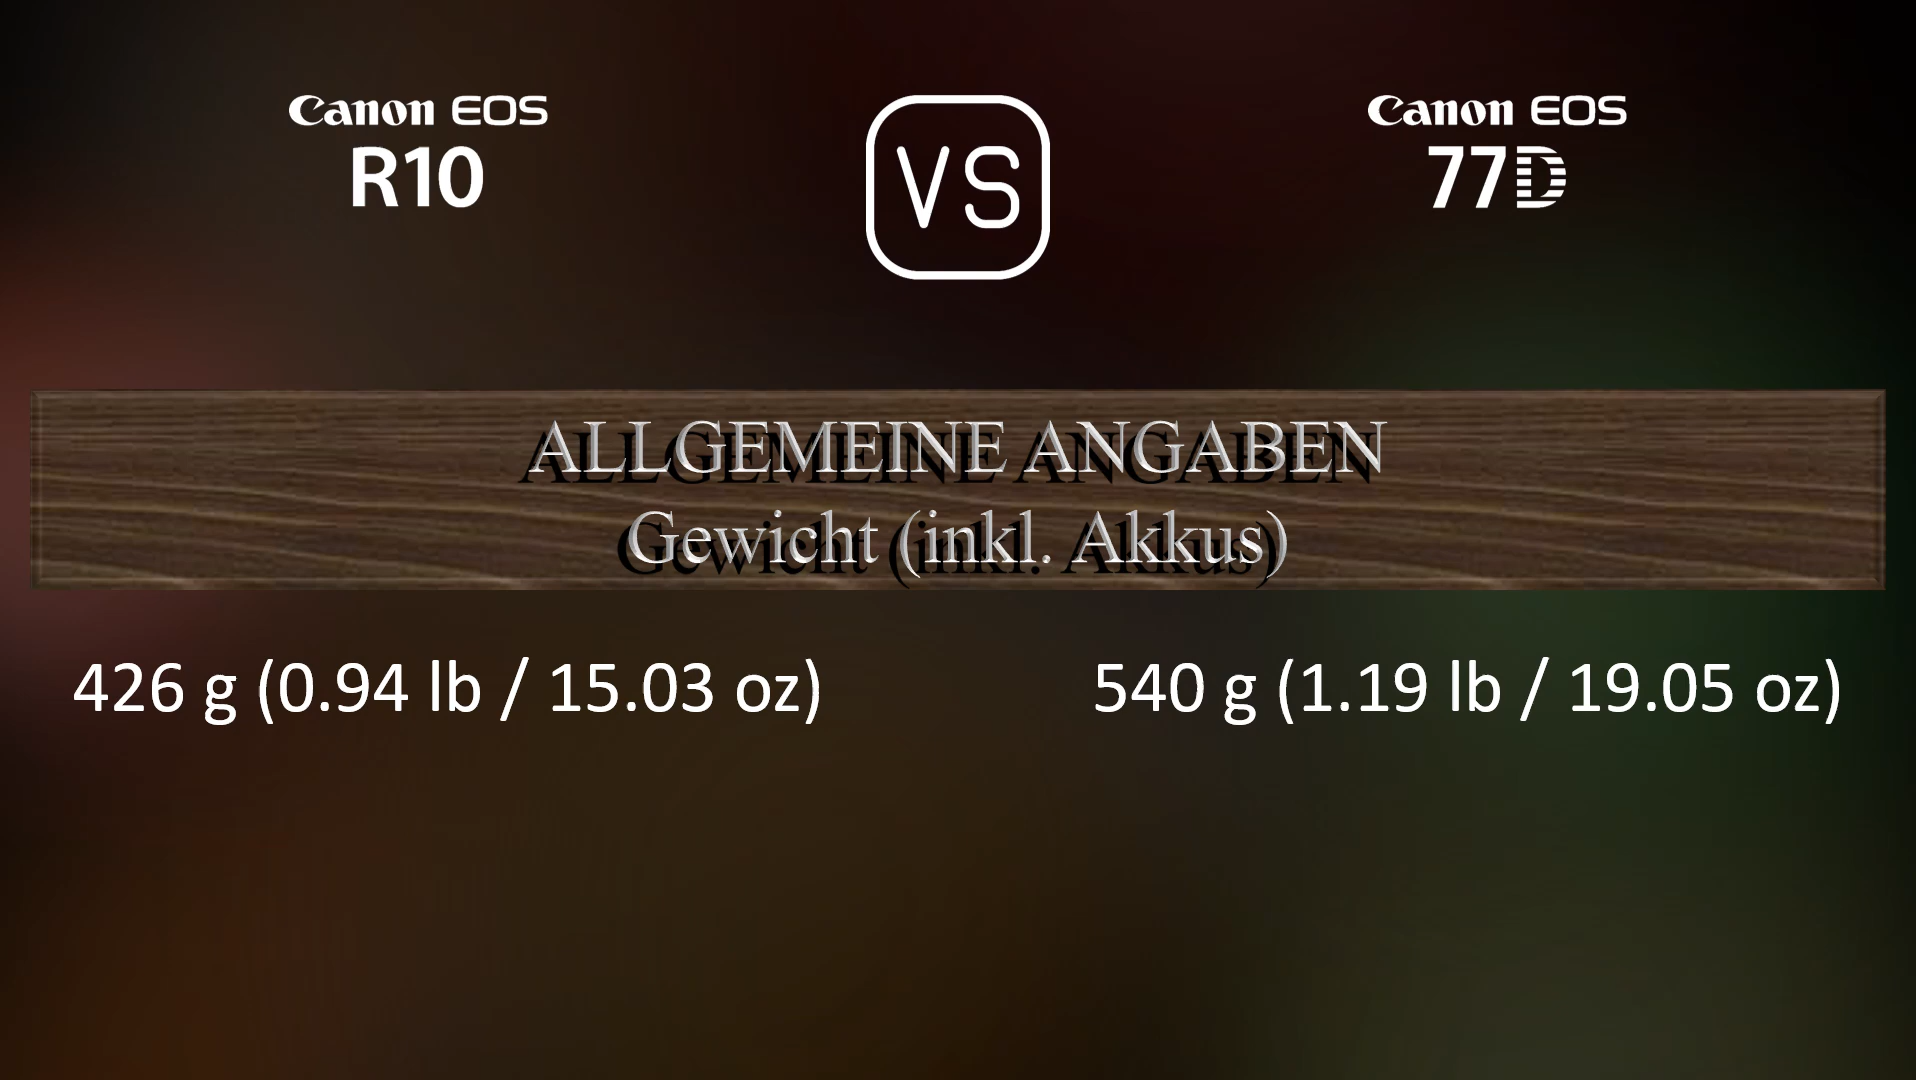 Canon EOS
R10
VS
Canon EOS
77D
ALLGEMEINE ANGABEN
Gewicht (inkl. Akkus)
426 g (0.94 lb / 15.03 oz)
540 g (1.19 lb / 19.05 oz)